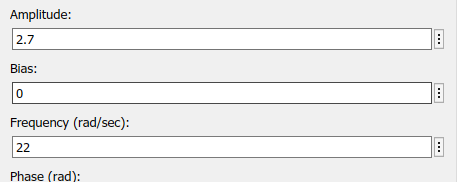 Amplitude:
2.7
Bias:
0
Frequency (rad/sec):
22
Phase (rad):